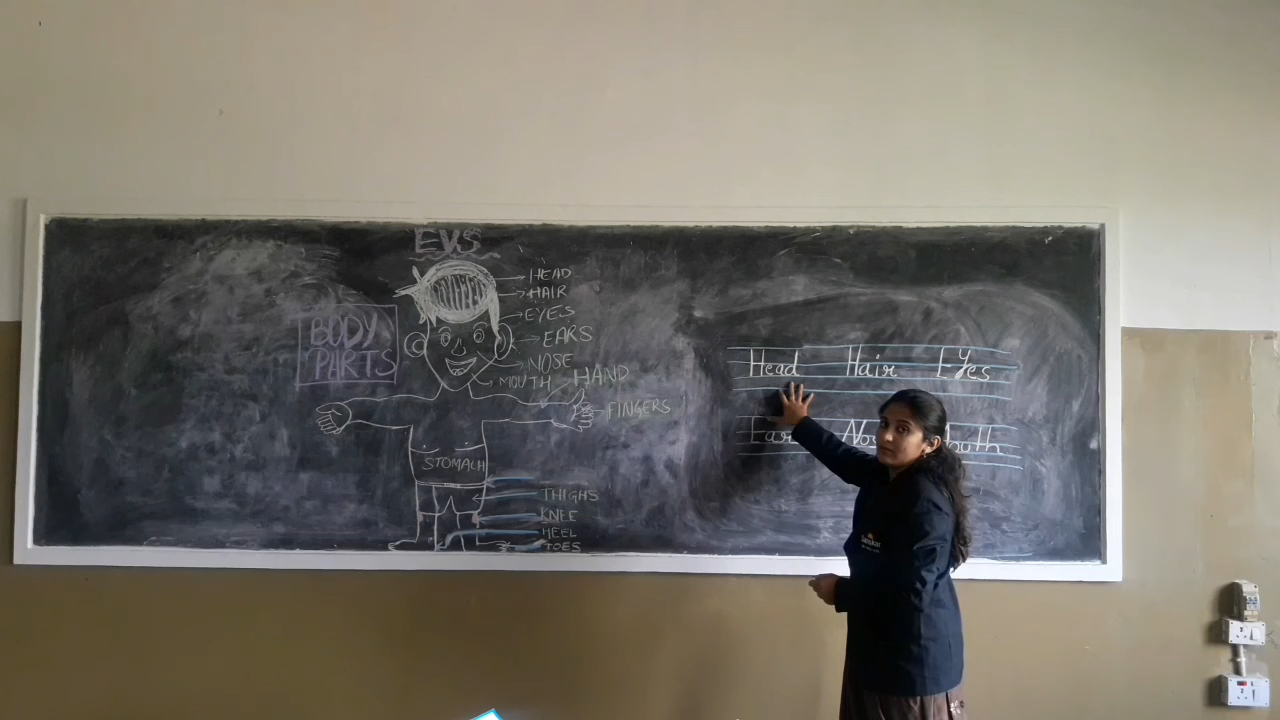 EVS
BODY
PARTS
HEAD
HAIR
EYES
EARS
NOSE
MOUTH
HAND
FINGERS
STOMACH
THIGHS
KNEE
HEEL
TOES
Head Hair EYes